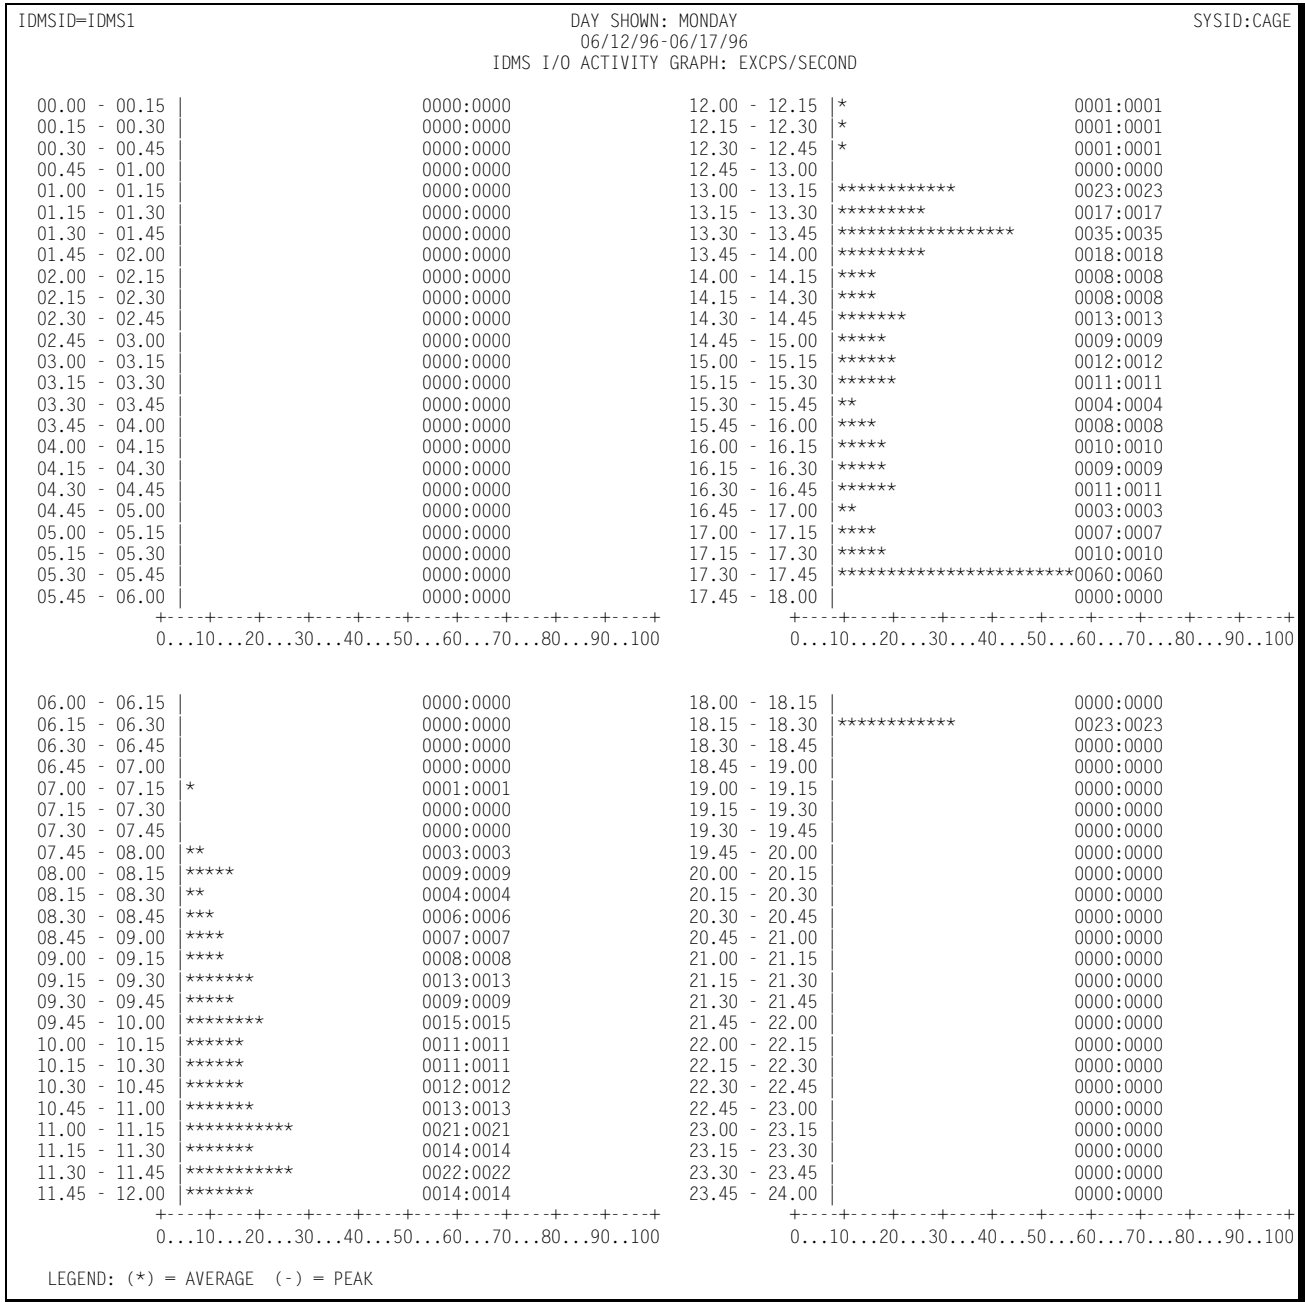 IDMSID=IDMS1 DAY SHOWN: MONDAY SYSID:CAGE
06/12/96-06/17/96
IDMS I/O ACTIVITY GRAPH: EXCPS/SECOND
00.00 - 00.15 | 0000:0000 12.00 - 12.15 |* 0001:0001
00.15 - 00.30 | 0000:0000 12.15 - 12.30 |* 0001:0001
00.30 - 00.45 | 0000:0000 12.30 - 12.45 |* 0001:0001
00.45 - 01.00 | 0000:0000 12.45 - 13.00 | 0000:0000
01.00 - 01.15 | 0000:0000 13.00 - 13.15 |************ 0023:0023
01.15 - 01.30 | 0000:0000 13.15 - 13.30 |********* 0017:0017
01.30 - 01.45 | 0000:0000 13.30 - 13.45 |****************** 0035:0035
01.45 - 02.00 | 0000:0000 13.45 - 14.00 |********* 0018:0018
02.00 - 02.15 | 0000:0000 14.00 - 14.15 |**** 0008:0008
02.15 - 02.30 | 0000:0000 14.15 - 14.30 |**** 0008:0008
02.30 - 02.45 | 0000:0000 14.30 - 14.45 |******* 0013:0013
02.45 - 03.00 | 0000:0000 14.45 - 15.00 |***** 0009:0009
03.00 - 03.15 | 0000:0000 15.00 - 15.15 |****** 0012:0012
03.15 - 03.30 | 0000:0000 15.15 - 15.30 |****** 0011:0011
03.30 - 03.45 | 0000:0000 15.30 - 15.45 |** 0004:0004
03.45 - 04.00 | 0000:0000 15.45 - 16.00 |**** 0008:0008
04.00 - 04.15 | 0000:0000 16.00 - 16.15 |***** 0010:0010
04.15 - 04.30 | 0000:0000 16.15 - 16.30 |***** 0009:0009
04.30 - 04.45 | 0000:0000 16.30 - 16.45 |****** 0011:0011
04.45 - 05.00 | 0000:0000 16.45 - 17.00 |** 0003:0003
05.00 - 05.15 | 0000:0000 17.00 - 17.15 |**** 0007:0007
05.15 - 05.30 | 0000:0000 17.15 - 17.30 |***** 0010:0010
05.30 - 05.45 | 0000:0000 17.30 - 17.45 |************************0060:0060
05.45 - 06.00 | 0000:0000 17.45 - 18.00 | 0000:0000
+----+----+----+----+----+----+----+----+----+----+ +----+----+----+----+----+----+----+----+----+----+
0...10...20...30...40...50...60...70...80...90..100 0...10...20...30...40...50...60...70...80...90..100
06.00 - 06.15 | 0000:0000 18.00 - 18.15 | 0000:0000
06.15 - 06.30 | 0000:0000 18.15 - 18.30 |************ 0023:0023
06.30 - 06.45 | 0000:0000 18.30 - 18.45 | 0000:0000
06.45 - 07.00 | 0000:0000 18.45 - 19.00 | 0000:0000
07.00 - 07.15 |* 0001:0001 19.00 - 19.15 | 0000:0000
07.15 - 07.30 | 0000:0000 19.15 - 19.30 | 0000:0000
07.30 - 07.45 | 0000:0000 19.30 - 19.45 | 0000:0000
07.45 - 08.00 |** 0003:0003 19.45 - 20.00 | 0000:0000
08.00 - 08.15 |***** 0009:0009 20.00 - 20.15 | 0000:0000
08.15 - 08.30 |** 0004:0004 20.15 - 20.30 | 0000:0000
08.30 - 08.45 |*** 0006:0006 20.30 - 20.45 | 0000:0000
08.45 - 09.00 |**** 0007:0007 20.45 - 21.00 | 0000:0000
09.00 - 09.15 |**** 0008:0008 21.00 - 21.15 | 0000:0000
09.15 - 09.30 |******* 0013:0013 21.15 - 21.30 | 0000:0000
09.30 - 09.45 |***** 0009:0009 21.30 - 21.45 | 0000:0000
09.45 - 10.00 |******** 0015:0015 21.45 - 22.00 | 0000:0000
10.00 - 10.15 |****** 0011:0011 22.00 - 22.15 | 0000:0000
10.15 - 10.30 |****** 0011:0011 22.15 - 22.30 | 0000:0000
10.30 - 10.45 |****** 0012:0012 22.30 - 22.45 | 0000:0000
10.45 - 11.00 |******* 0013:0013 22.45 - 23.00 | 0000:0000
11.00 - 11.15 |*********** 0021:0021 23.00 - 23.15 | 0000:0000
11.15 - 11.30 |******* 0014:0014 23.15 - 23.30 | 0000:0000
11.30 - 11.45 |*********** 0022:0022 23.30 - 23.45 | 0000:0000
11.45 - 12.00 |******* 0014:0014 23.45 - 24.00 | 0000:0000
+----+----+----+----+----+----+----+----+----+----+ +----+----+----+----+----+----+----+----+----+----+
0...10...20...30...40...50...60...70...80...90..100 0...10...20...30...40...50...60...70...80...90..100
LEGEND: (*) = AVERAGE (-) = PEAK